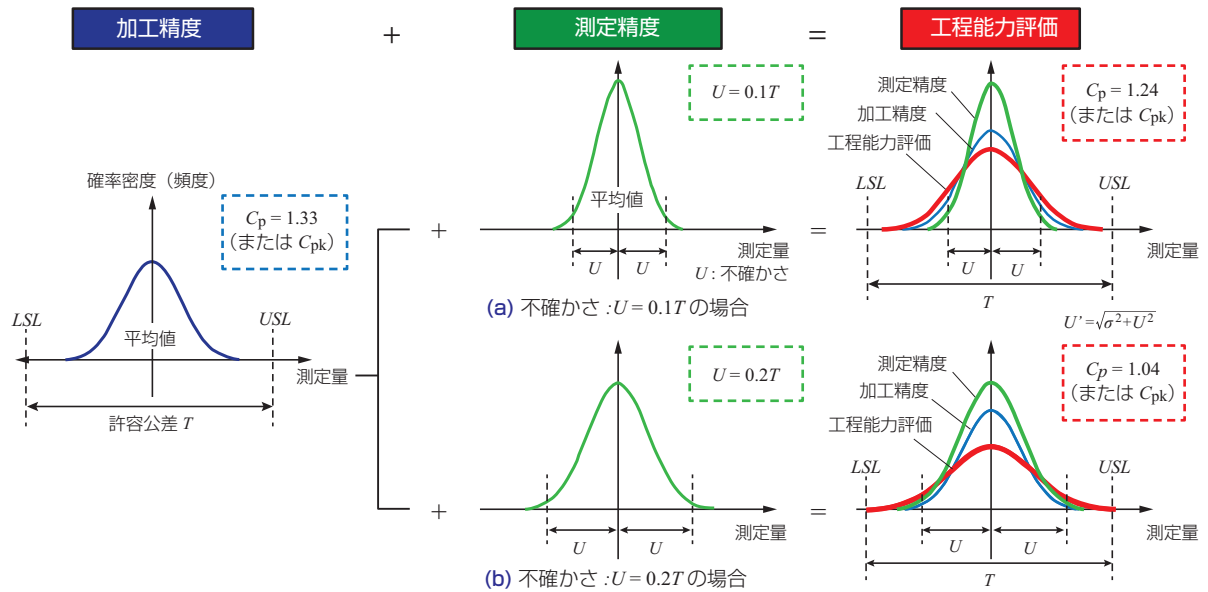 加工精度 + 測定精度 = 工程能力評価
確率密度（頻度）
Cp = 1.33
（または Cpk）
LSL
USL
平均値
測定量
許容公差 T
+
U = 0.1T
平均値
測定量
U U
U : 不確かさ
(a) 不確かさ :U = 0.1T の場合
=
測定精度
加工精度
工程能力評価
Cp = 1.24
（または Cpk）
LSL
USL
測定量
U U
T
U' =√σ²+U²
+
U = 0.2T
測定量
U U
(b) 不確かさ :U = 0.2T の場合
=
測定精度
加工精度
工程能力評価
Cp = 1.04
（または Cpk）
LSL
USL
測定量
U U
T